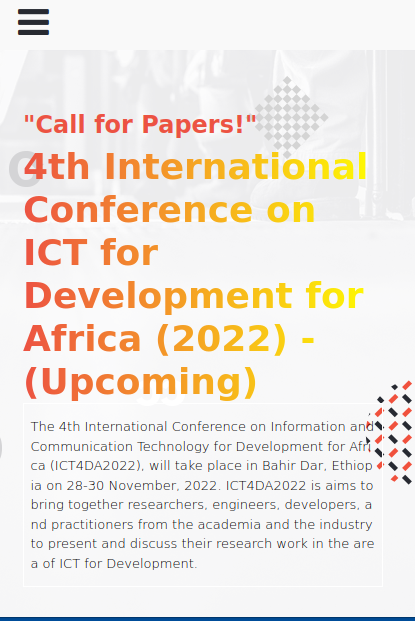 "Call for Papers!"
4th International
Conference on
ICT for
Development for
Africa (2022) -
(Upcoming)
The 4th International Conference on Information and
Communication Technology for Development for Afri
ca (ICT4DA2022), will take place in Bahir Dar, Ethiop
ia on 28-30 November, 2022. ICT4DA2022 is aims to
bring together researchers, engineers, developers, a
nd practitioners from the academia and the industry
to present and discuss their research work in the are
a of ICT for Development.